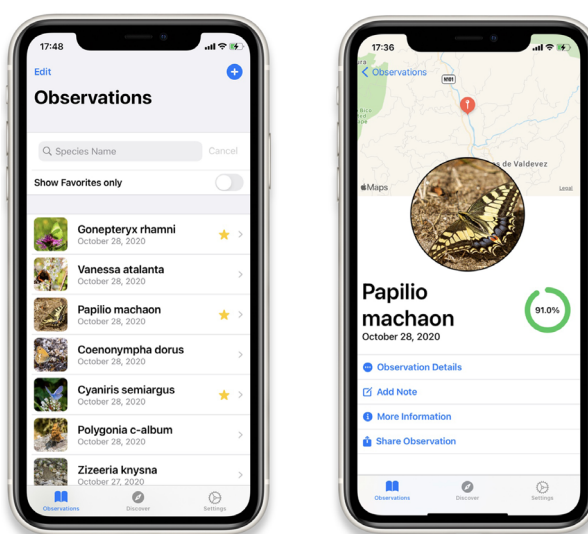 17:48
Edit
Observations
Species Name
Cancel
Show Favorites only
Gonepteryx rhamni
October 28, 2020
Vanessa atalanta
October 28, 2020
Papilio machaon
October 28, 2020
Coenonympha dorus
October 28, 2020
Cyaniris semiargus
October 28, 2020
Polygonia c-album
October 28, 2020
Zizeeria knysna
October 27, 2020
Observations
Discover
Settings
17:36
Observations
N101
s de Valdevez
Maps
Legal
Papilio
machaon
October 28, 2020
91.0%
Observation Details
Add Note
More Information
Share Observation
Observations
Discover
Settings